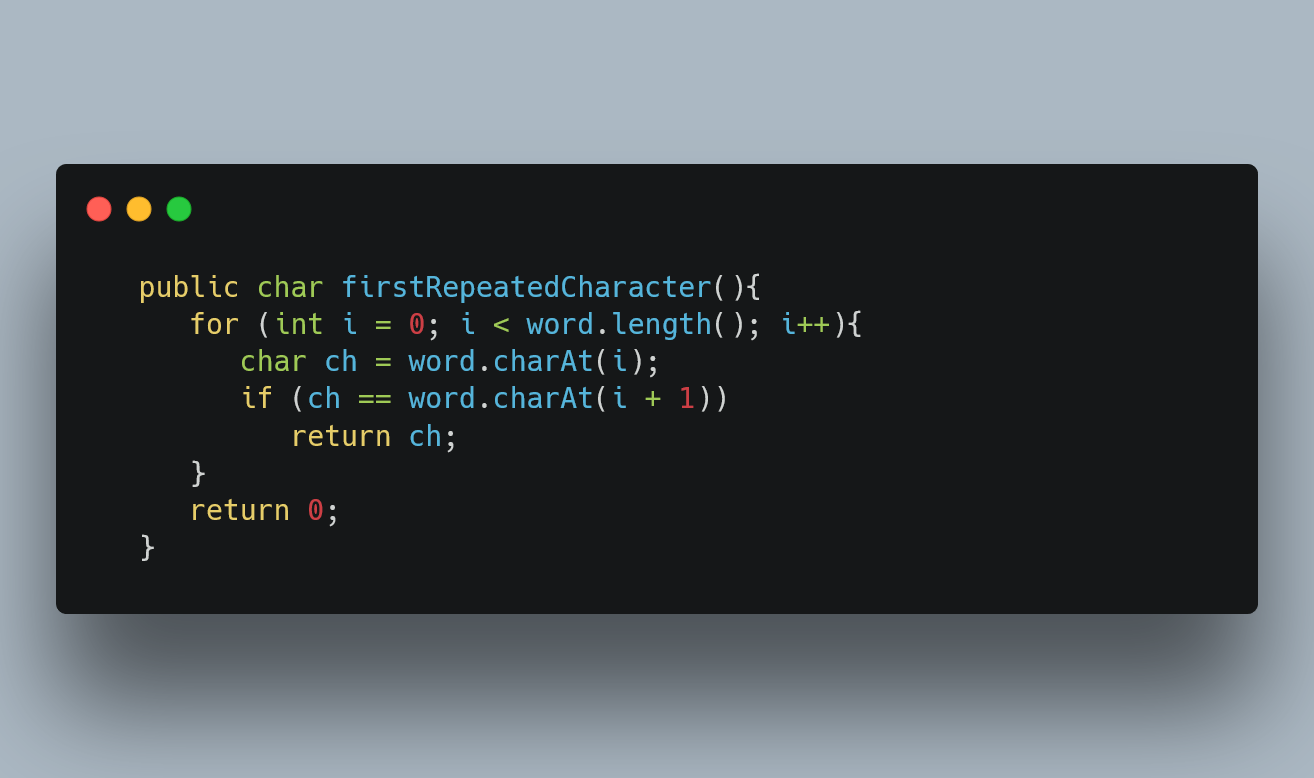 public char firstRepeatedCharacter(){
   for (int i = 0; i < word.length(); i++){
      char ch = word.charAt(i);
      if (ch == word.charAt(i + 1))
         return ch;
   }
   return 0;
}